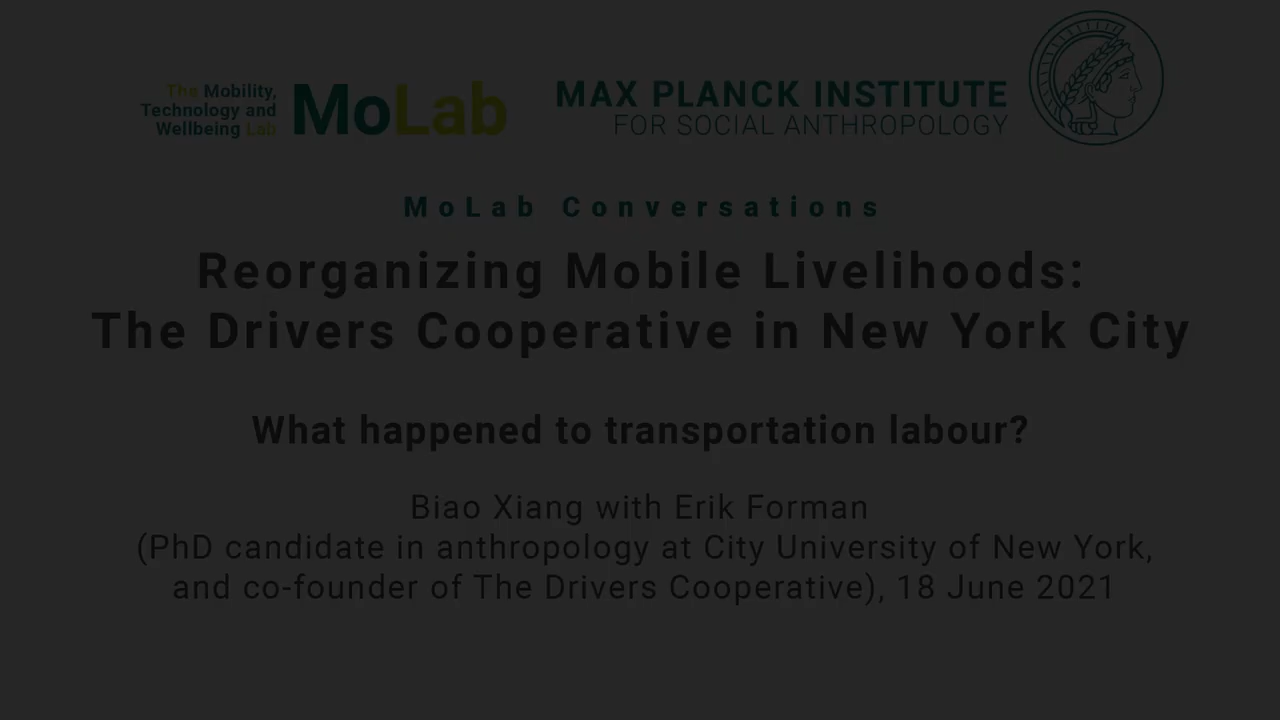 The Mobility,
Technology and
Wellbeing Lab
MoLab
MAX PLANCK INSTITUTE
FOR SOCIAL ANTHROPOLOGY
MoLab Conversations
Reorganizing Mobile Livelihoods:
The Drivers Cooperative in New York City
What happened to transportation labour?
Biao Xiang with Erik Forman
(PhD candidate in anthropology at City University of New York,
and co-founder of The Drivers Cooperative), 18 June 2021